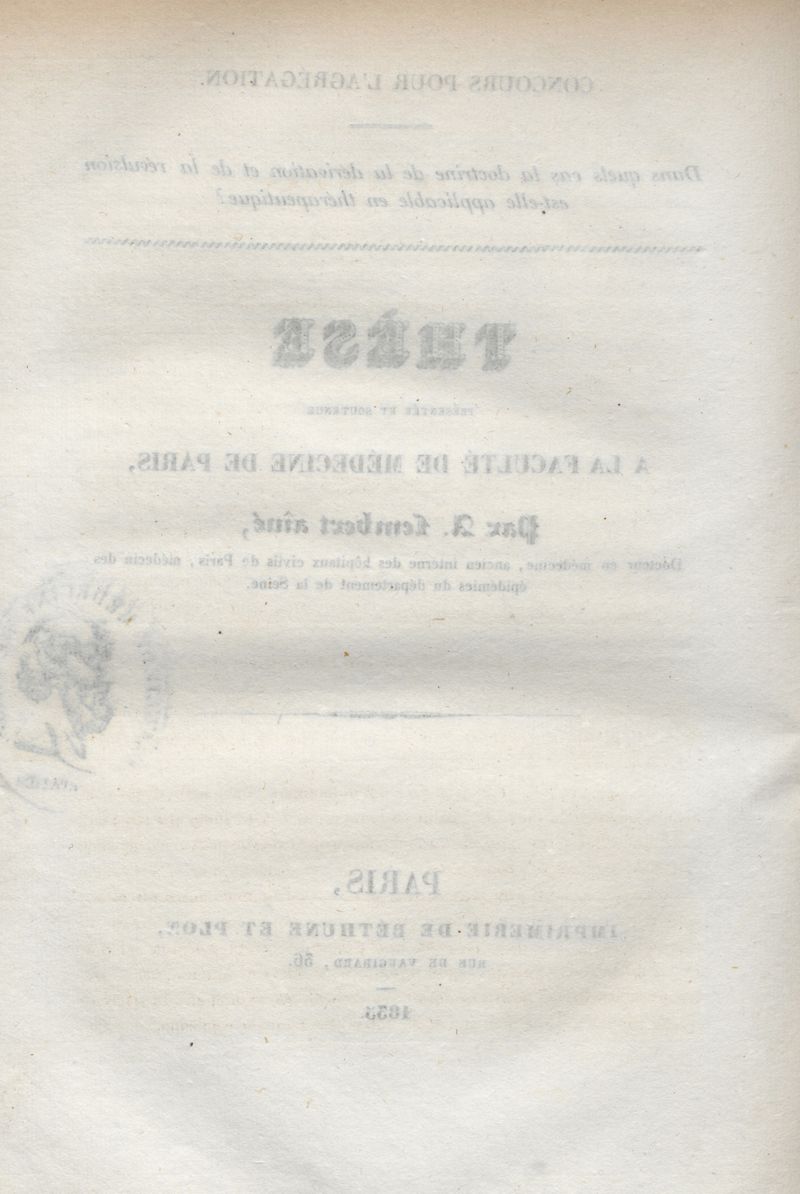 CONCOURS POUR L'AGRÉGATION.
Dans quels cas la doctrine de la dérivation et de la révulsion
est-elle applicable en thérapeutique?
THÈSE
PRÉSENTÉE ET SOUTENUE
A LA FACULTÉ DE MÉDECINE DE PARIS,
Par A. Lembert aîné,
Docteur en médecine, ancien interne des hôpitaux civils de Paris, médecin des
épidémies du département de la Seine.
PARIS,
IMPRIMERIE DE BÉTHUNE ET PLON,
RUE DE VAUGIRARD, 36.